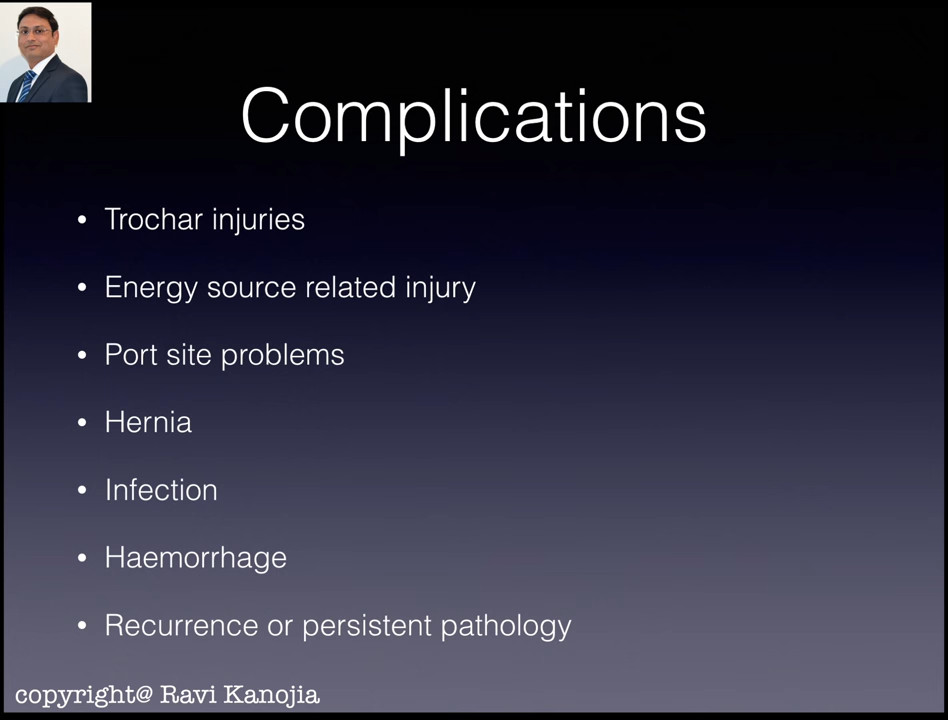 Complications
• Trochar injuries
• Energy source related injury
• Port site problems
• Hernia
• Infection
• Haemorrhage
• Recurrence or persistent pathology
copyright@ Ravi Kanojia